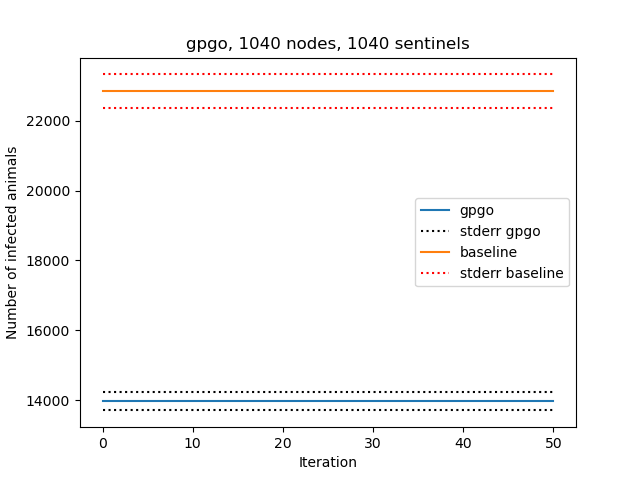 gpgo, 1040 nodes, 1040 sentinels
Number of infected animals
22000
20000
18000
16000
14000
gpgo
stderr gpgo
baseline
stderr baseline
0 10 20 30 40 50
Iteration